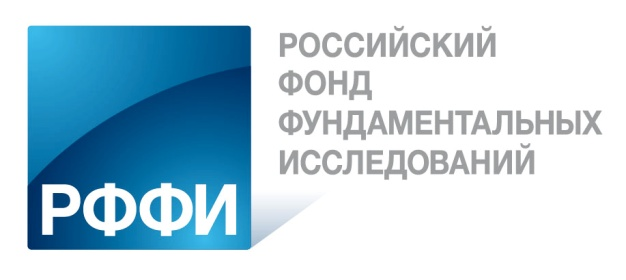 РОССИЙСКИЙ
ФОНД
ФУНДАМЕНТАЛЬНЫХ
ИССЛЕДОВАНИЙ
РФФИ